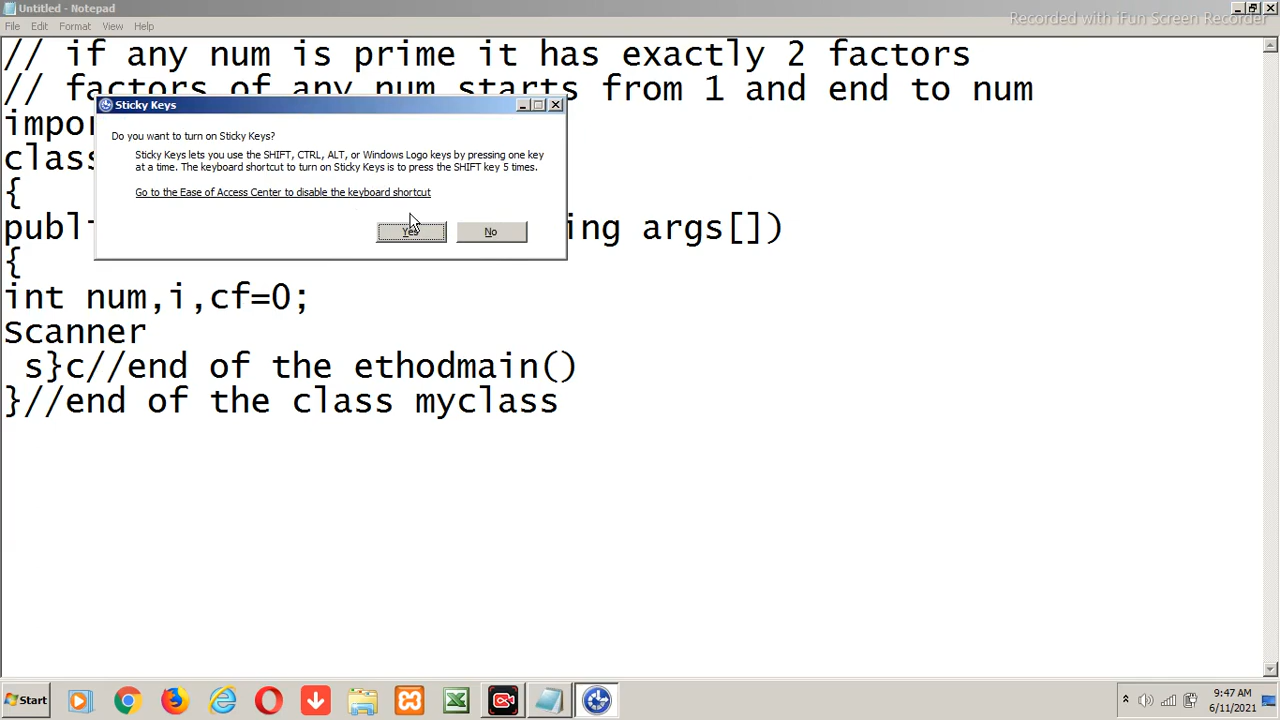 Untitled - Notepad
File Edit Format View Help
Recorded with iFun Screen Recorder
// if any num is prime it has exactly 2 factors
// factors of any num starts from 1 and end to num
impor
class
{
publi
ing args[])
{
int num,i,cf=0;
Scanner
s}c//end of the ethodmain()
}//end of the class myclass
Sticky Keys
Do you want to turn on Sticky Keys?
Sticky Keys lets you use the SHIFT, CTRL, ALT, or Windows Logo keys by pressing one key
at a time. The keyboard shortcut to turn on Sticky Keys is to press the SHIFT key 5 times.
Go to the Ease of Access Center to disable the keyboard shortcut
Yes No
Start
9:47 AM
6/11/2021